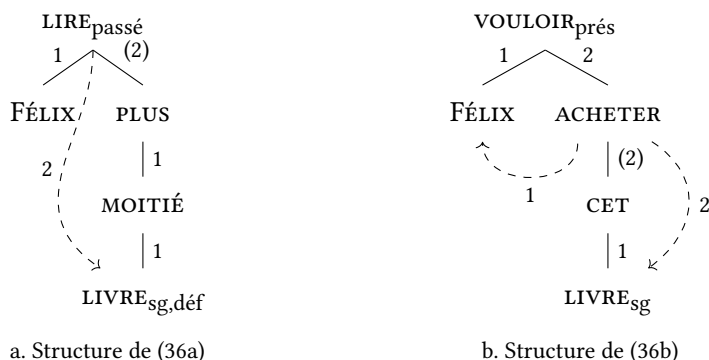 LIREpassé VOULOIRprés
1 (2) 1 2
FÉLIX PLUS FÉLIX ACHETER
2 1 1 (2) 2
MOITIÉ CET
1 1
LIVREsg,déf LIVREsg
a. Structure de (36a) b. Structure de (36b)